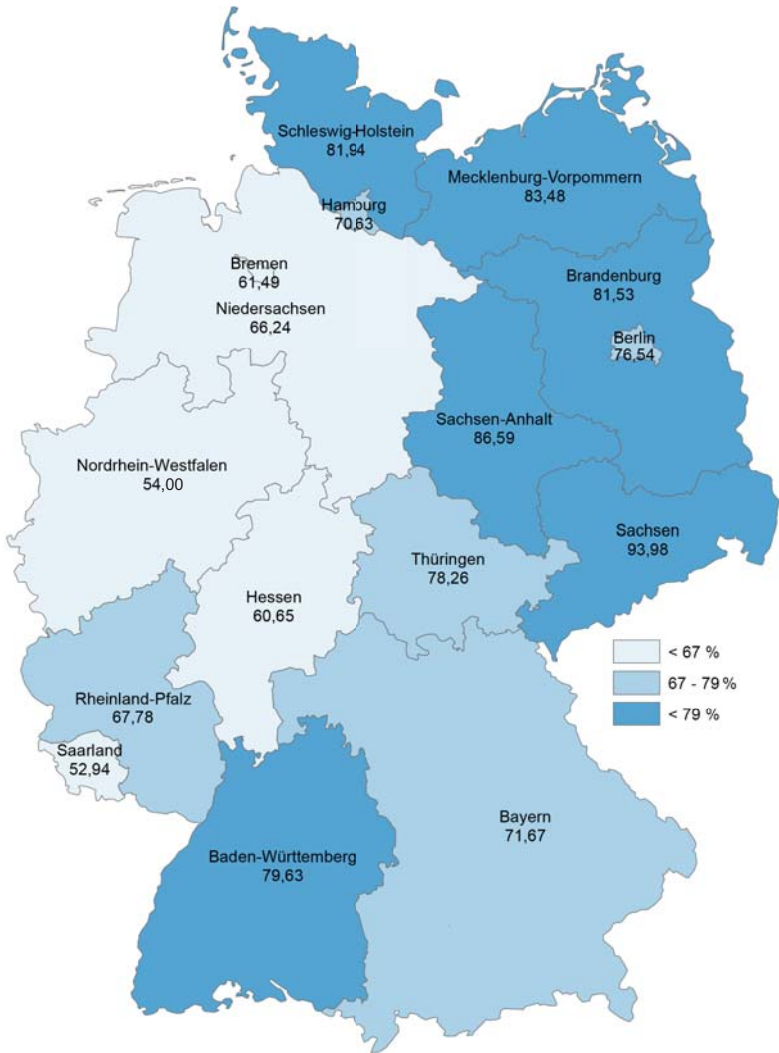 Schleswig-Holstein
81,94
Mecklenburg-Vorpommern
83,48
Hamburg
70,63
Bremen
61,49
Niedersachsen
66,24
Brandenburg
81,53
Berlin
76,54
Sachsen-Anhalt
86,59
Nordrhein-Westfalen
54,00
Sachsen
93,98
Thüringen
78,26
Hessen
60,65
< 67 %
67 - 79 %
< 79 %
Rheinland-Pfalz
67,78
Saarland
52,94
Bayern
71,67
Baden-Württemberg
79,63